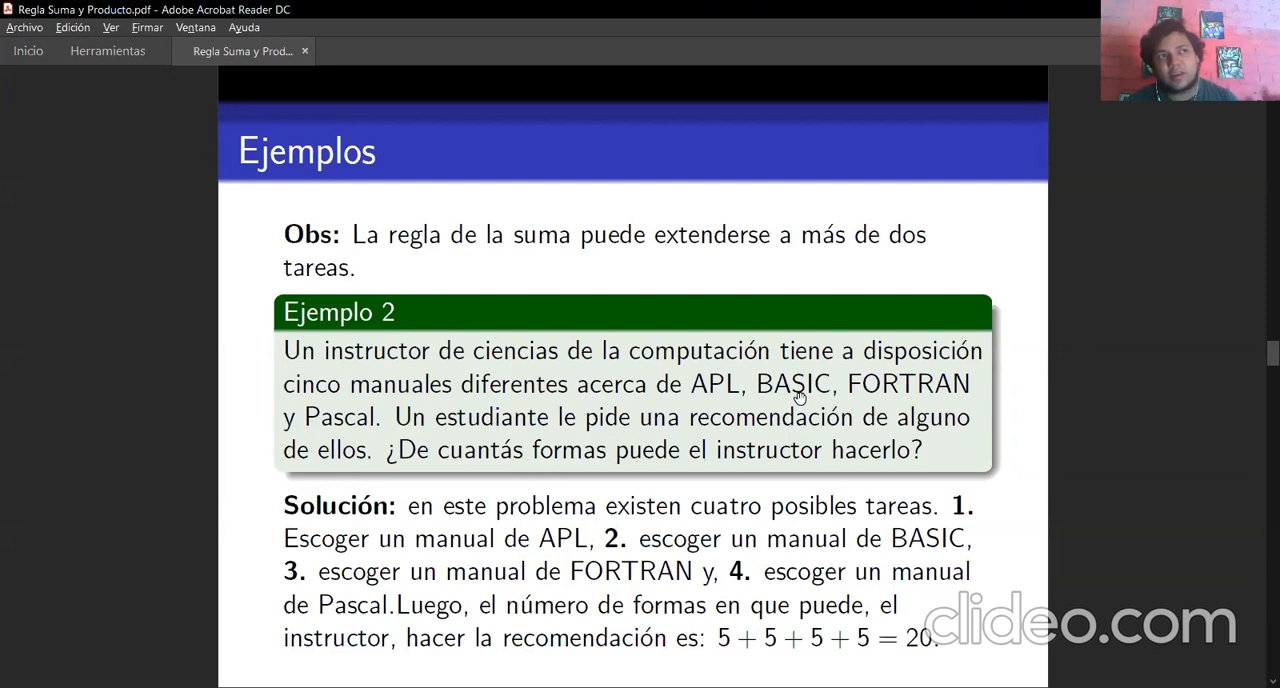 Regla Suma y Producto.pdf - Adobe Acrobat Reader DC
Archivo Edición Ver Firmar Ventana Ayuda
Inicio Herramientas Regla Suma y Prod... ×
Ejemplos
Obs: La regla de la suma puede extenderse a más de dos
tareas.
Ejemplo 2
Un instructor de ciencias de la computación tiene a disposición
cinco manuales diferentes acerca de APL, BASIC, FORTRAN
y Pascal. Un estudiante le pide una recomendación de alguno
de ellos. ¿De cuantás formas puede el instructor hacerlo?
Solución: en este problema existen cuatro posibles tareas. 1.
Escoger un manual de APL, 2. escoger un manual de BASIC,
3. escoger un manual de FORTRAN y, 4. escoger un manual
de Pascal.Luego, el número de formas en que puede, el
instructor, hacer la recomendación es: 5 + 5 + 5 + 5 = 20.
clideo.com